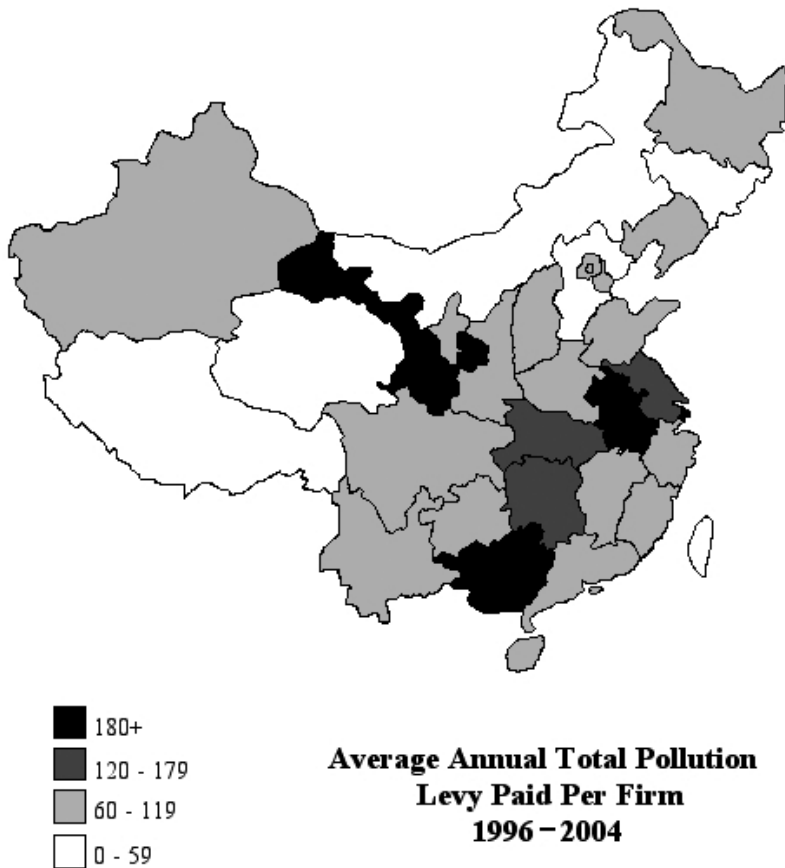 180+
120 - 179
60 - 119
0 - 59
Average Annual Total Pollution
Levy Paid Per Firm
1996-2004